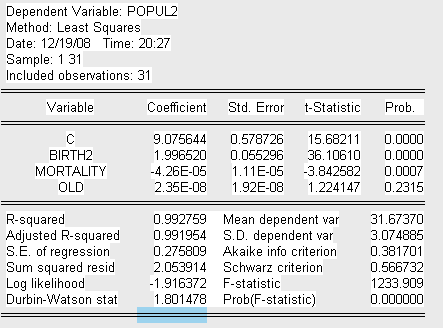 Dependent Variable: POPUL2
Method: Least Squares
Date: 12/19/08 Time: 20:27
Sample: 1 31
Included observations: 31
Variable Coefficient Std. Error t-Statistic Prob.
C 9.075644 0.578726 15.68211 0.0000
BIRTH2 1.996520 0.055296 36.10610 0.0000
MORTALITY -4.26E-05 1.11E-05 -3.842582 0.0007
OLD 2.35E-08 1.92E-08 1.224147 0.2315
R-squared 0.992759 Mean dependent var 31.67370
Adjusted R-squared 0.991954 S.D. dependent var 3.074885
S.E. of regression 0.275809 Akaike info criterion 0.381701
Sum squared resid 2.053914 Schwarz criterion 0.566732
Log likelihood -1.916372 F-statistic 1233.909
Durbin-Watson stat 1.801478 Prob(F-statistic) 0.000000